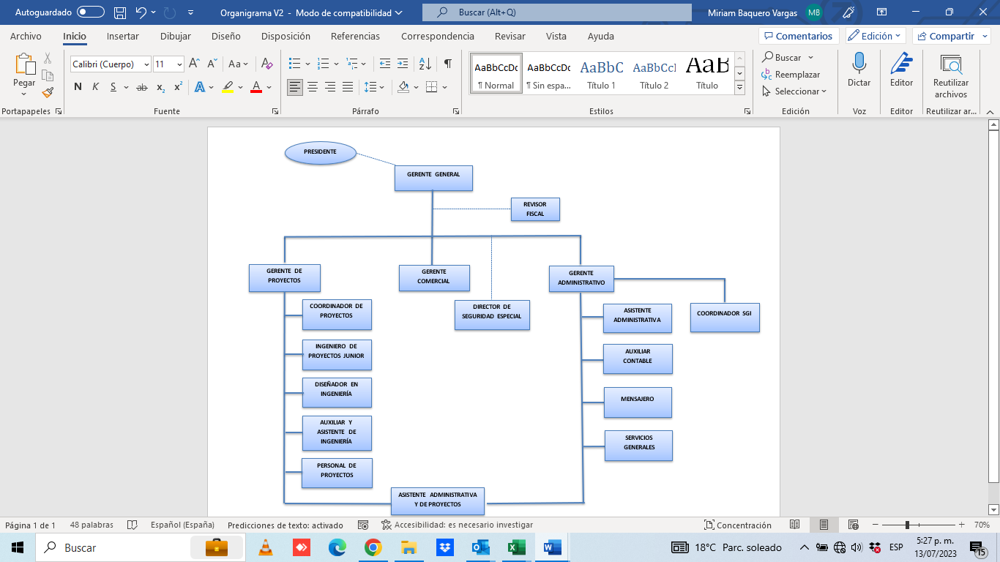 Autoguardado
Organigrama V2 - Modo de compatibilidad
Buscar (Alt+Q)
Miriam Baquero Vargas
MB
Archivo
Inicio
Insertar
Dibujar
Diseño
Disposición
Referencias
Correspondencia
Revisar
Vista
Ayuda
Comentarios
Edición
Compartir
Pegar
Portapapeles
Calibri (Cuerpo)
11
Aa
N K S ab x₂ x²
Fuente
Párrafo
AaBbCcDc
¶ Normal
AaBbCcDc
¶ Sin espa...
AaBbC
Título 1
AaBbCcI
Título 2
AaB
Título
Estilos
Buscar
Reemplazar
Seleccionar
Edición
Dictar
Voz
Editor
Editor
Reutilizar
archivos
Reutilizar ar...
PRESIDENTE
GERENTE GENERAL
REVISOR
FISCAL
GERENTE DE
PROYECTOS
GERENTE
COMERCIAL
GERENTE
ADMINISTRATIVO
COORDINADOR DE
PROYECTOS
DIRECTOR DE
SEGURIDAD ESPECIAL
ASISTENTE
ADMINISTRATIVA
COORDINADOR SGI
INGENIERO DE
PROYECTOS JUNIOR
AUXILIAR
CONTABLE
DISEÑADOR EN
INGENIERÍA
MENSAJERO
AUXILIAR Y
ASISTENTE DE
INGENIERÍA
SERVICIOS
GENERALES
PERSONAL DE
PROYECTOS
ASISTENTE ADMINISTRATIVA
Y DE PROYECTOS
Página 1 de 1
48 palabras
Español (España)
Predicciones de texto: activado
Accesibilidad: es necesario investigar
Concentración
70%
Buscar
18°C Parc. soleado
ESP
5:27 p. m.
13/07/2023
15